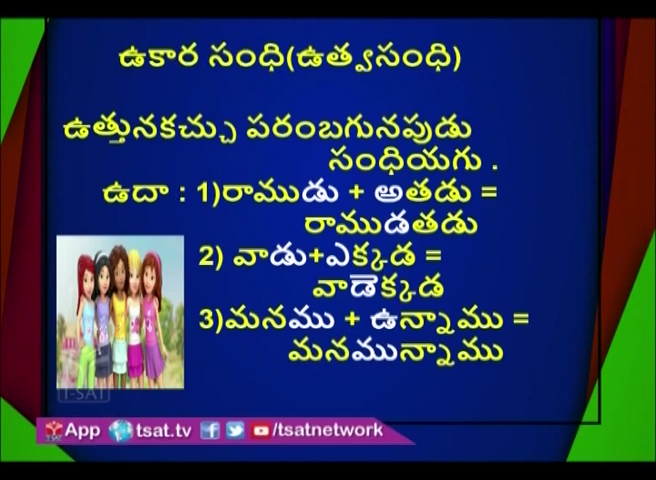 ఉకార సంధి(ఉత్వసంధి)
ఉత్తునకచ్చు పరంబగునపుడు
సంధియగు .
ఉదా : 1)రాముడు + అతడు =
రాముడతడు
2) వాడు+ఎక్కడ =
వాడెక్కడ
3)మనము + ఉన్నాము =
మనమున్నాము
T-SAT
T-SAT App tsat.tv /tsatnetwork